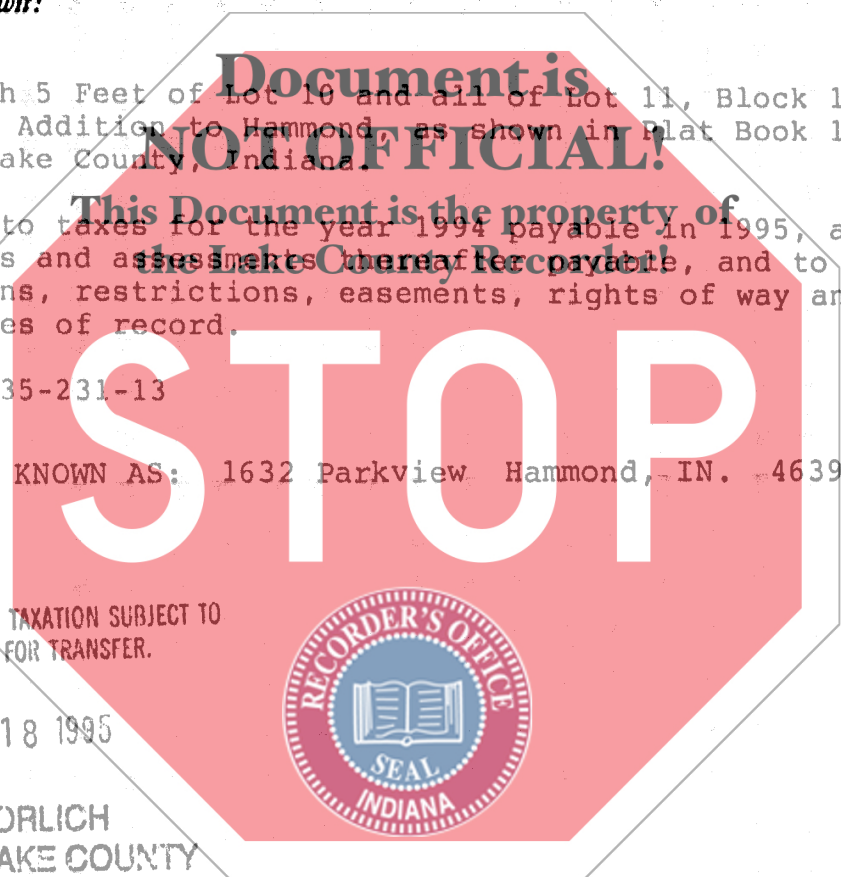 Document is
NOT OFFICIAL!
This Document is the property of
the Lake County Recorder!
h 5 Feet of Lot 10 and all of Lot 11, Block 1
Addition to Hammond, as shown in Plat Book 1
ake County, Indiana.
to taxes for the year 1994 payable in 1995, a
s and assessments thereafter payable, and to
ns, restrictions, easements, rights of way an
es of record.
35-231-13
KNOWN AS: 1632 Parkview Hammond, IN. 4639
STOP
TAXATION SUBJECT TO
FOR TRANSFER.
18 1995
ORLICH
AKE COUNTY
RECORDER'S OFFICE
SEAL
INDIANA